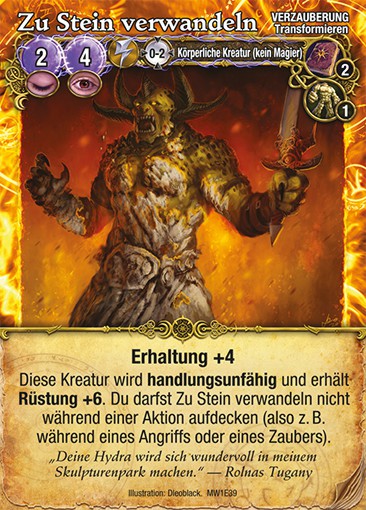 Zu Stein verwandeln
VERZAUBERUNG
Transformieren
2 4 0-2 Körperliche Kreatur (kein Magier) 2
1
Erhaltung +4
Diese Kreatur wird handlungsunfähig und erhält
Rüstung +6. Du darfst Zu Stein verwandeln nicht
während einer Aktion aufdecken (also z. B.
während eines Angriffs oder eines Zaubers).
„Deine Hydra wird sich wundervoll in meinem
Skulpturenpark machen.“ — Rolnas Tugany
Illustration: Dleoblack. MW1E39